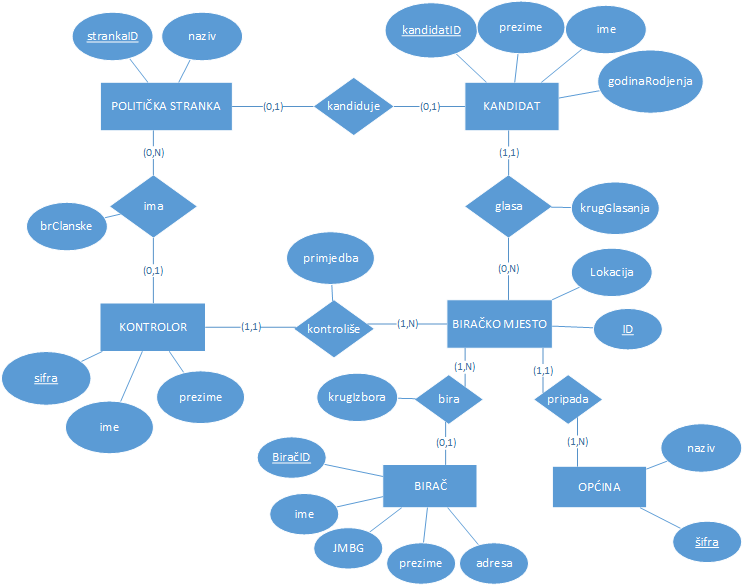 strankaID
naziv
kandidatID
prezime
ime
godinaRodjenja
POLITIČKA STRANKA
(0,1)
kandiduje
(0,1)
KANDIDAT
(0,N)
(1,1)
ima
brClanske
glasa
krugGlasanja
(0,1)
primjedba
(0,N)
Lokacija
KONTROLOR
(1,1)
kontroliše
(1,N)
BIRAČKO MJESTO
ID
sifra
ime
prezime
(1,N)
(1,1)
krugIzbora
bira
pripada
(0,1)
(1,N)
BiračID
ime
JMBG
prezime
adresa
BIRAČ
OPĆINA
naziv
šifra